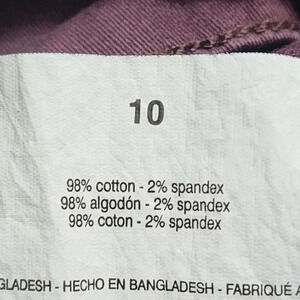 10
98% cotton - 2% spandex
98% algodón - 2% spandex
98% coton - 2% spandex
GLADESH - HECHO EN BANGLADESH - FABRIQUÉ A